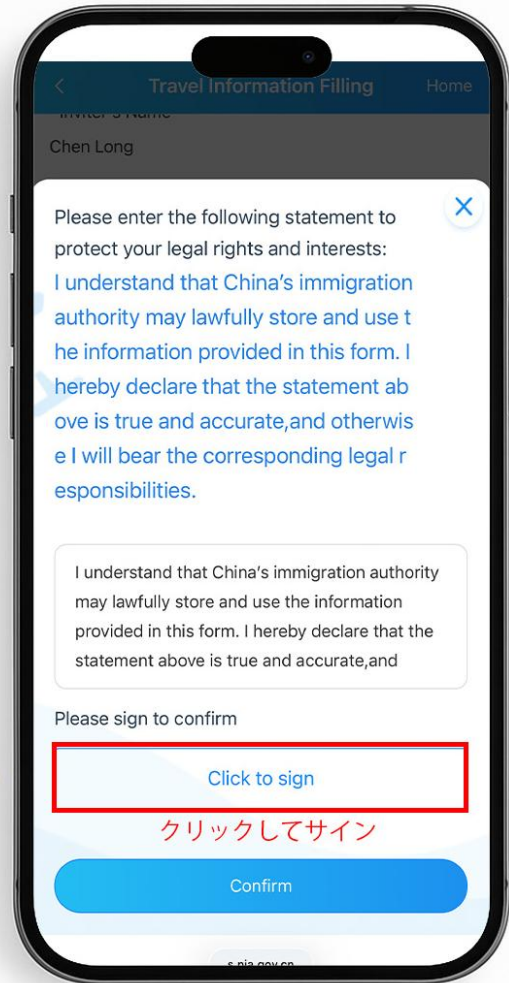 Travel Information Filling
Home
Inviter's Name
Chen Long
Please enter the following statement to
protect your legal rights and interests:
I understand that China's immigration
authority may lawfully store and use t
he information provided in this form. I
hereby declare that the statement ab
ove is true and accurate,and otherwis
e I will bear the corresponding legal r
esponsibilities.
I understand that China's immigration authority
may lawfully store and use the information
provided in this form. I hereby declare that the
statement above is true and accurate,and
Please sign to confirm
Click to sign
クリックしてサイン
Confirm
s.nia.gov.cn